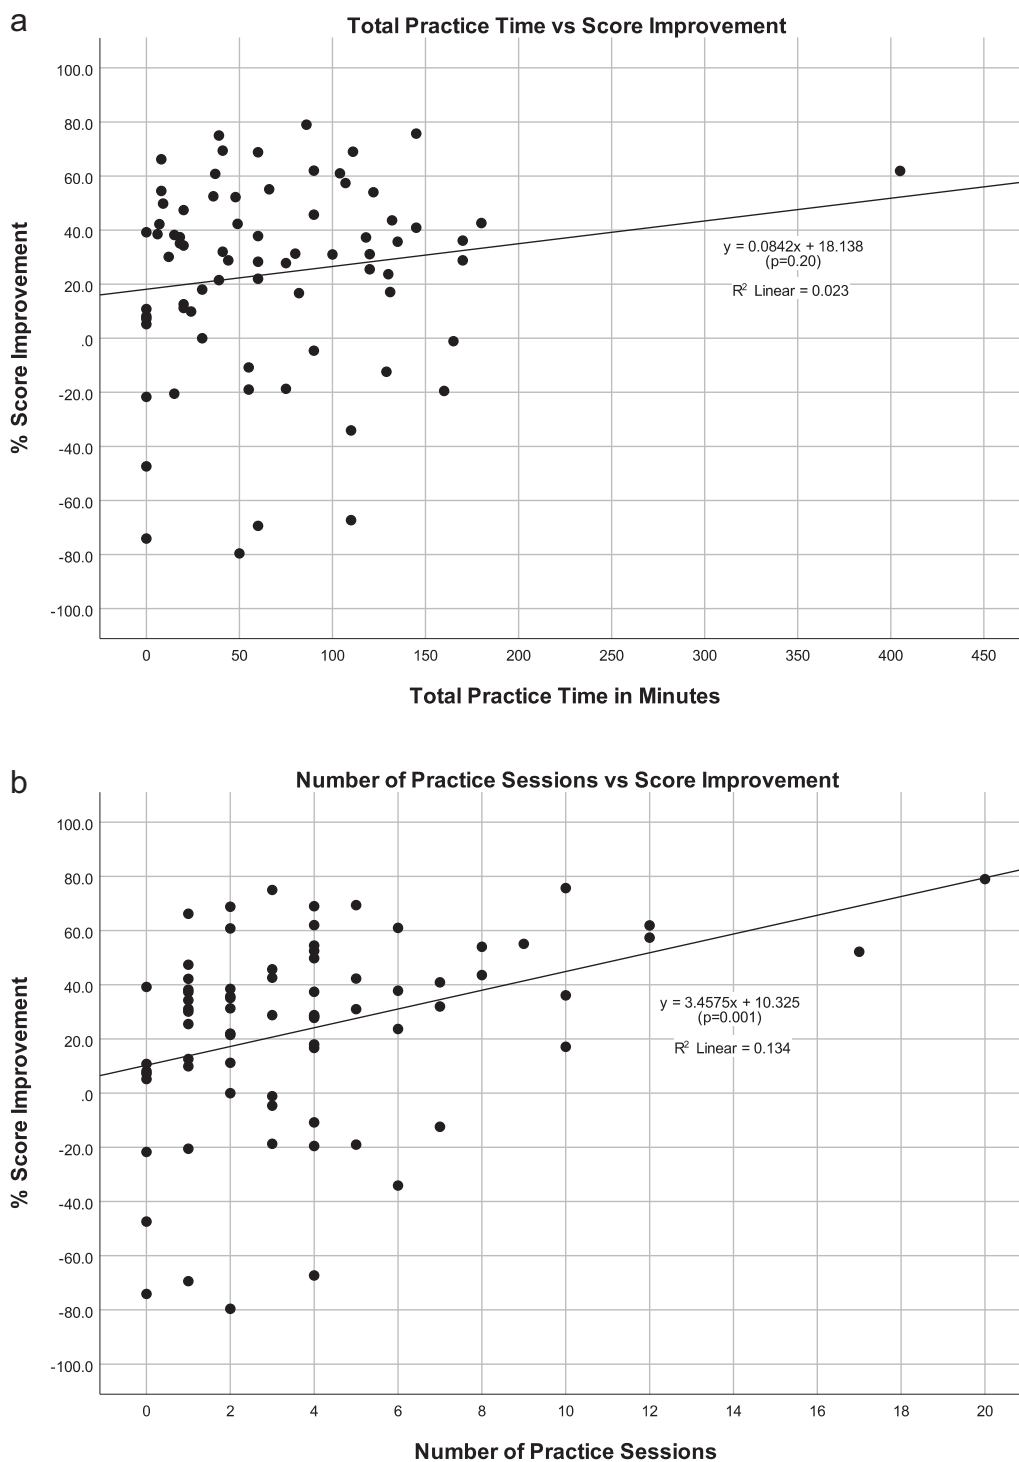 a
Total Practice Time vs Score Improvement
100.0
80.0
60.0
40.0
20.0
.0
-20.0
-40.0
-60.0
-80.0
-100.0
% Score Improvement
y = 0.0842x + 18.138
(p=0.20)
R² Linear = 0.023
0 50 100 150 200 250 300 350 400 450
Total Practice Time in Minutes
b
Number of Practice Sessions vs Score Improvement
100.0
80.0
60.0
40.0
20.0
.0
-20.0
-40.0
-60.0
-80.0
-100.0
% Score Improvement
y = 3.4575x + 10.325
(p=0.001)
R² Linear = 0.134
0 2 4 6 8 10 12 14 16 18 20
Number of Practice Sessions